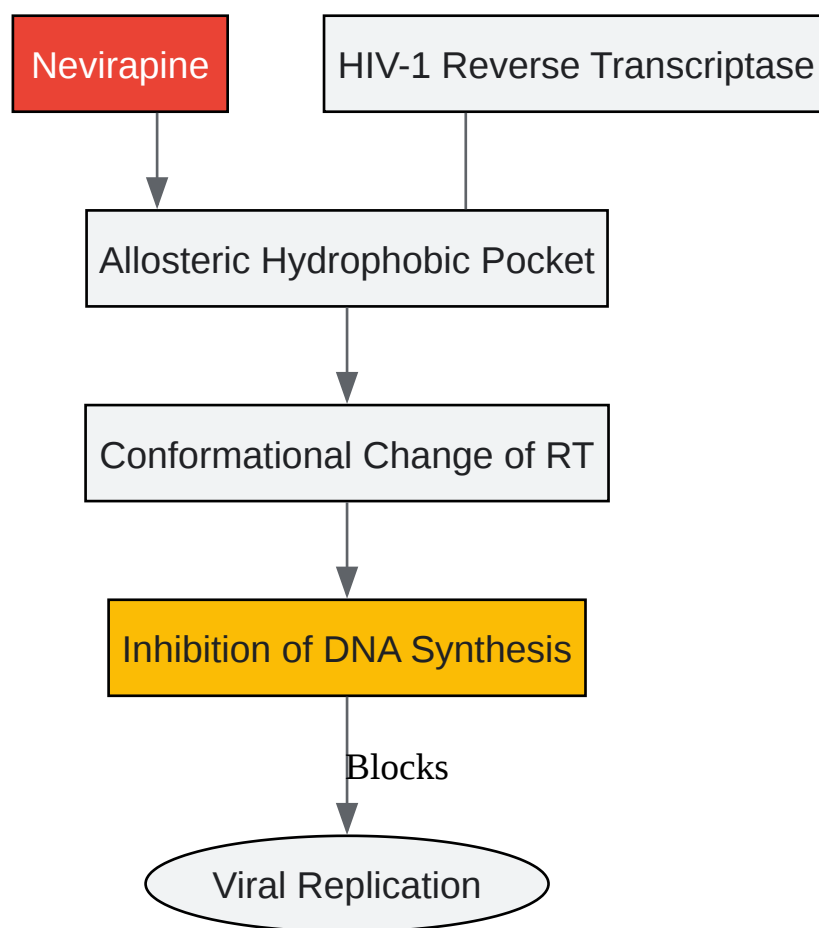 Nevirapine
HIV-1 Reverse Transcriptase
Allosteric Hydrophobic Pocket
Conformational Change of RT
Inhibition of DNA Synthesis
Blocks
Viral Replication